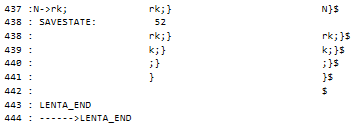 437 :N->rk;             rk;}                     N}$
438 : SAVESTATE:         52
438 :                   rk;}                     rk;}$
439 :                   k;}                      k;}$
440 :                   ;}                       ;}$
441 :                   }                        }$
442 :                                            $
443 : LENTA_END
444 : ------>LENTA_END